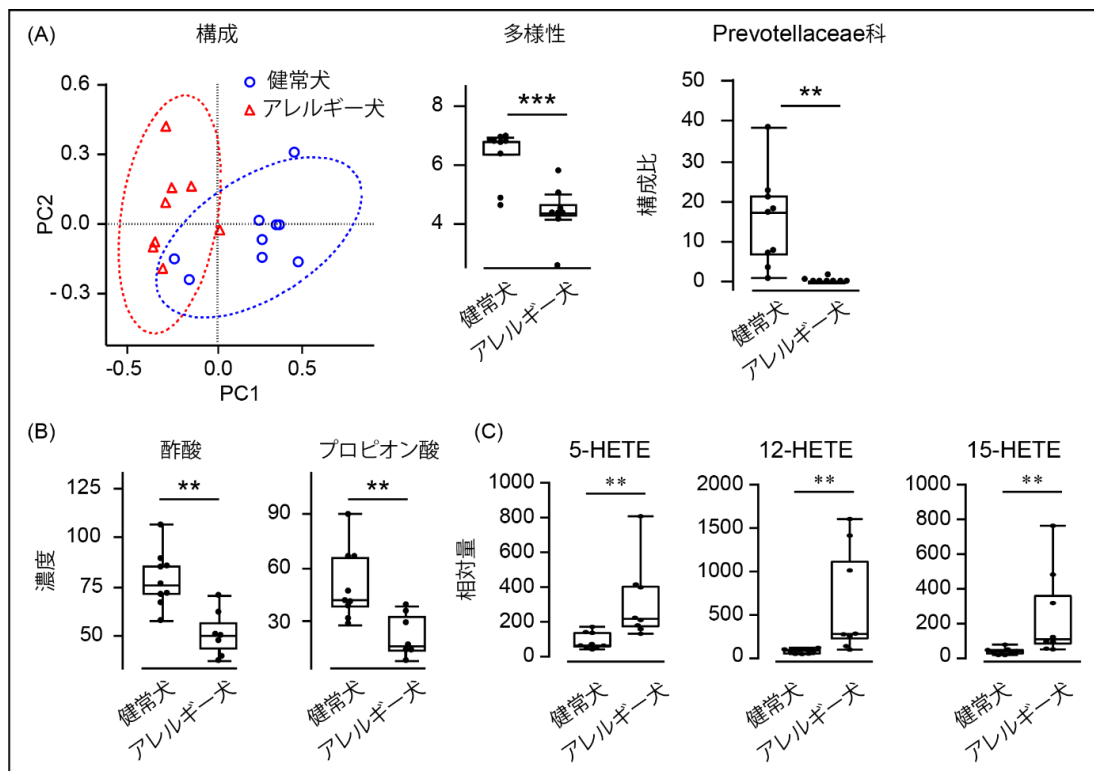 (A)
構成
健常犬
アレルギー犬
0.6
0.3
0.0
- 0.3
PC2
-0.5
0.0
0.5
PC1
多様性
***
8
6
4
健常犬
アレルギー犬
Prevotellaceae科
**
構成比
50
40
30
20
10
0
健常犬
アレルギー犬
(B)
酢酸
**
濃度
125
100
75
50
健常犬
アレルギー犬
プロピオン酸
**
90
60
30
健常犬
アレルギー犬
(C)
5-HETE
**
相対量
1000
800
600
400
200
0
健常犬
アレルギー犬
12-HETE
**
2000
1500
1000
500
0
健常犬
アレルギー犬
15-HETE
**
1000
800
600
400
200
0
健常犬
アレルギー犬